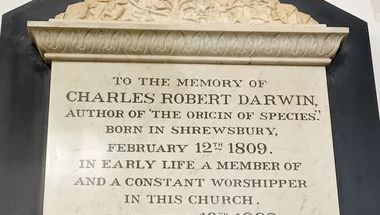 TO THE MEMORY OF
CHARLES ROBERT DARWIN,
AUTHOR OF "THE ORIGIN OF SPECIES."
BORN IN SHREWSBURY,
FEBRUARY 12TH 1809.
IN EARLY LIFE A MEMBER OF
AND A CONSTANT WORSHIPPER
IN THIS CHURCH.